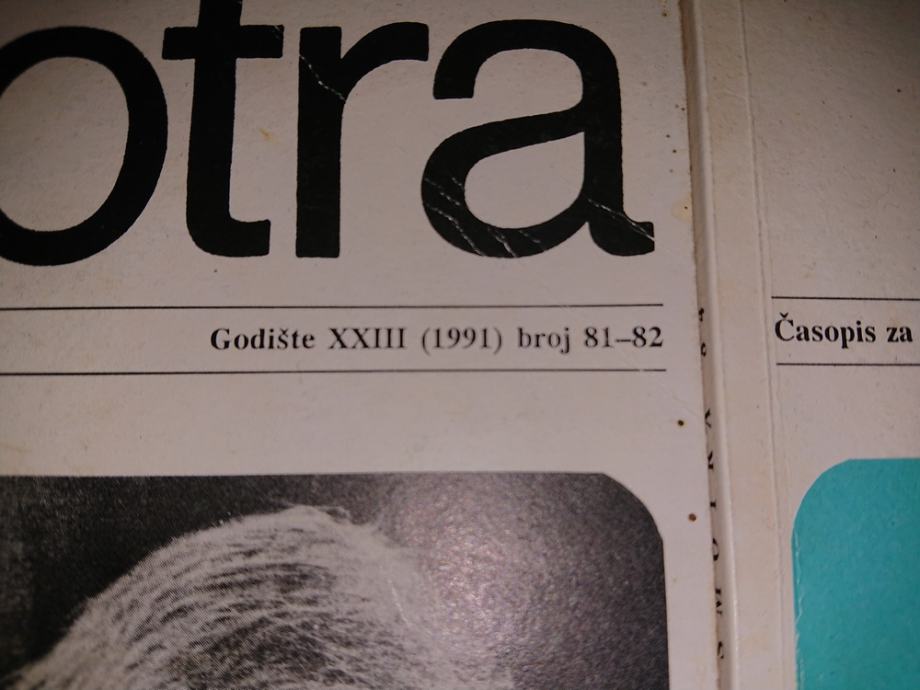 otra
Godište XXIII (1991) broj 81–82
Časopis za